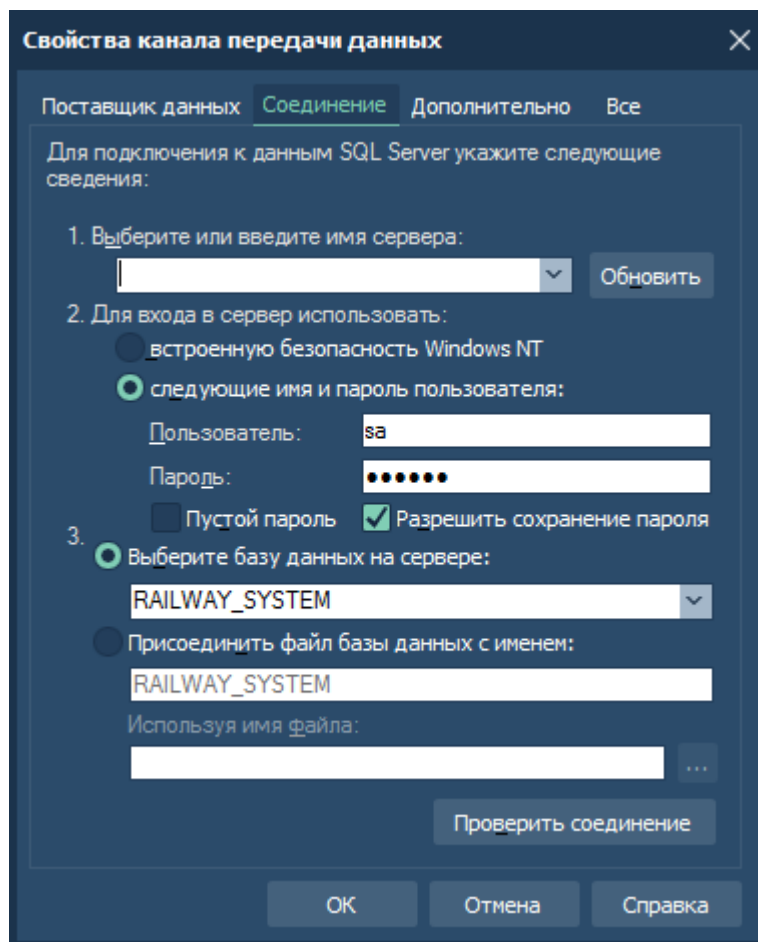 Свойства канала передачи данных
Поставщик данных Соединение Дополнительно Все
Для подключения к данным SQL Server укажите следующие
сведения:
1. Выберите или введите имя сервера:
Обновить
2. Для входа в сервер использовать:
встроенную безопасность Windows NT
следующие имя и пароль пользователя:
Пользователь: sa
Пароль: ●●●●●●
Пустой пароль Разрешить сохранение пароля
3.
Выберите базу данных на сервере:
RAILWAY_SYSTEM
Присоединить файл базы данных с именем:
RAILWAY_SYSTEM
Используя имя файла:
...
Проверить соединение
ОК Отмена Справка